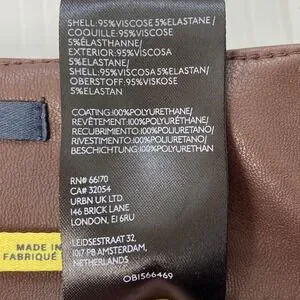 SHELL:95%VISCOSE 5%ELASTANE/
COQUILLE:95%VISCOSE
5%ÉLASTHANNE/
EXTERIOR:95%VISCOSA
5%ELASTANE/
SHELL:95%VISCOSA 5%ELASTAN/
OBERSTOFF:95%VISKOSE
5%ELASTAN
COATING:100%POLYURETHANE/
REVÊTEMENT:100%POLYURÉTHANE/
RECUBRIMIENTO:100%POLIURETANO/
RIVESTIMENTO:100%POLIURETANO/
BESCHICHTUNG:100%POLYURETHAN
RN# 66170
CA# 32054
URBN UK LTD.
146 BRICK LANE
LONDON, E1 6RU
LEIDSESTRAAT 32,
1017 PB AMSTERDAM,
NETHERLANDS
OB1566469
MADE IN
FABRIQUÉ